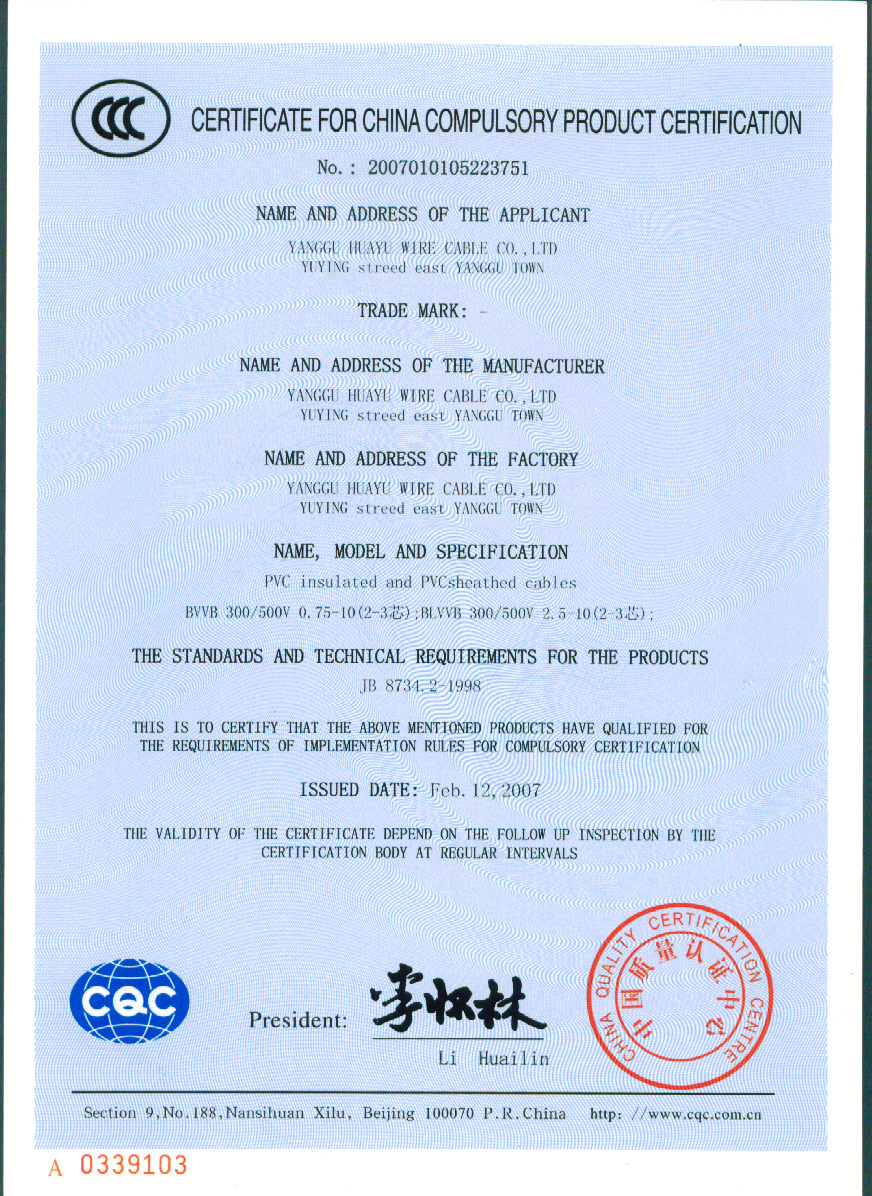 CCC
CERTIFICATE FOR CHINA COMPULSORY PRODUCT CERTIFICATION
No.: 2007010105223751
NAME AND ADDRESS OF THE APPLICANT
YANGGU HUAYU WIRE CABLE CO.,LTD
YUYING streed east YANGGU TOWN
TRADE MARK: -
NAME AND ADDRESS OF THE MANUFACTURER
YANGGU HUAYU WIRE CABLE CO.,LTD
YUYING streed east YANGGU TOWN
NAME AND ADDRESS OF THE FACTORY
YANGGU HUAYU WIRE CABLE CO.,LTD
YUYING streed east YANGGU TOWN
NAME, MODEL AND SPECIFICATION
PVC insulated and PVCsheathed cables
BVVB 300/500V 0.75-10(2-3芯);BLVVB 300/500V 2.5-10(2-3芯);
THE STANDARDS AND TECHNICAL REQUIREMENTS FOR THE PRODUCTS
JB 8734.2-1998
THIS IS TO CERTIFY THAT THE ABOVE MENTIONED PRODUCTS HAVE QUALIFIED FOR
THE REQUIREMENTS OF IMPLEMENTATION RULES FOR COMPULSORY CERTIFICATION
ISSUED DATE: Feb.12,2007
THE VALIDITY OF THE CERTIFICATE DEPEND ON THE FOLLOW UP INSPECTION BY THE
CERTIFICATION BODY AT REGULAR INTERVALS
CQC
President:
李怀林
Li Huailin
CHINA QUALITY CERTIFICATION CENTRE
中国质量认证中心
Section 9,No.188,Nansihuan Xilu, Beijing 100070 P.R.China http: //www.cqc.com.cn
A 0339103